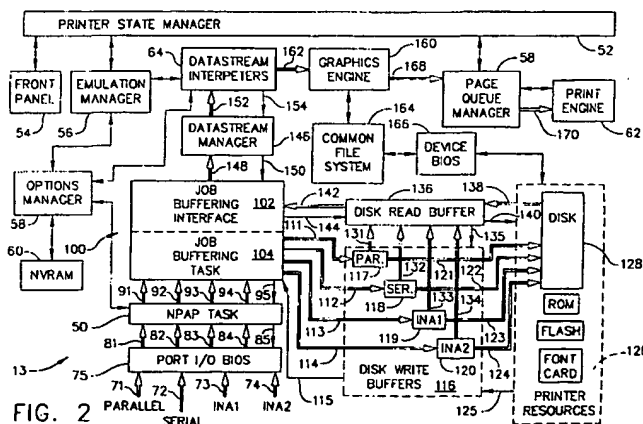 PRINTER STATE MANAGER
52
64
162
160
58
FRONT PANEL
54
EMULATION MANAGER
56
DATASTREAM INTERPETERS
GRAPHICS ENGINE
168
PAGE QUEUE MANAGER
PRINT ENGINE
62
170
152
154
164
166
DATASTREAM MANAGER
146
COMMON FILE SYSTEM
DEVICE BIOS
148
150
OPTIONS MANAGER
58
142
136
138
JOB BUFFERING INTERFACE
102
DISK READ BUFFER
140
DISK
128
100
111
144
131
135
NVRAM
60
JOB BUFFERING TASK
104
PAR.
117
132
121
122
91
92
93
94
95
112
SER.
118
133
134
ROM
50
NPAP TASK
113
INA1
119
123
FLASH
81
82
83
84
85
114
INA2
120
124
FONT CARD
126
13
75
PORT I/O BIOS
115
DISK WRITE BUFFERS
116
125
PRINTER RESOURCES
71
72
73
74
FIG. 2
PARALLEL
SERIAL
INA1
INA2